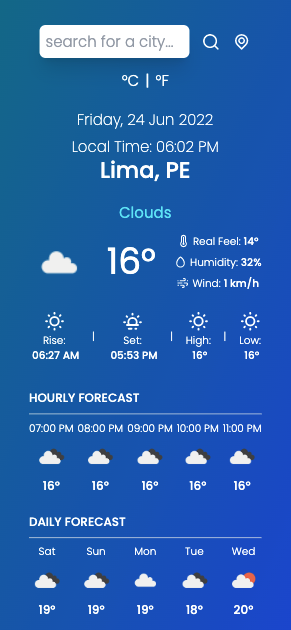 search for a city...
°C | °F
Friday, 24 Jun 2022
Local Time: 06:02 PM
Lima, PE
Clouds
16°
Real Feel: 14°
Humidity: 32%
Wind: 1 km/h
Rise: | Set: | High: | Low:
06:27 AM 05:53 PM 16° 16°
HOURLY FORECAST
07:00 PM 08:00 PM 09:00 PM 10:00 PM 11:00 PM
16° 16° 16° 16° 16°
DAILY FORECAST
Sat Sun Mon Tue Wed
19° 19° 19° 18° 20°